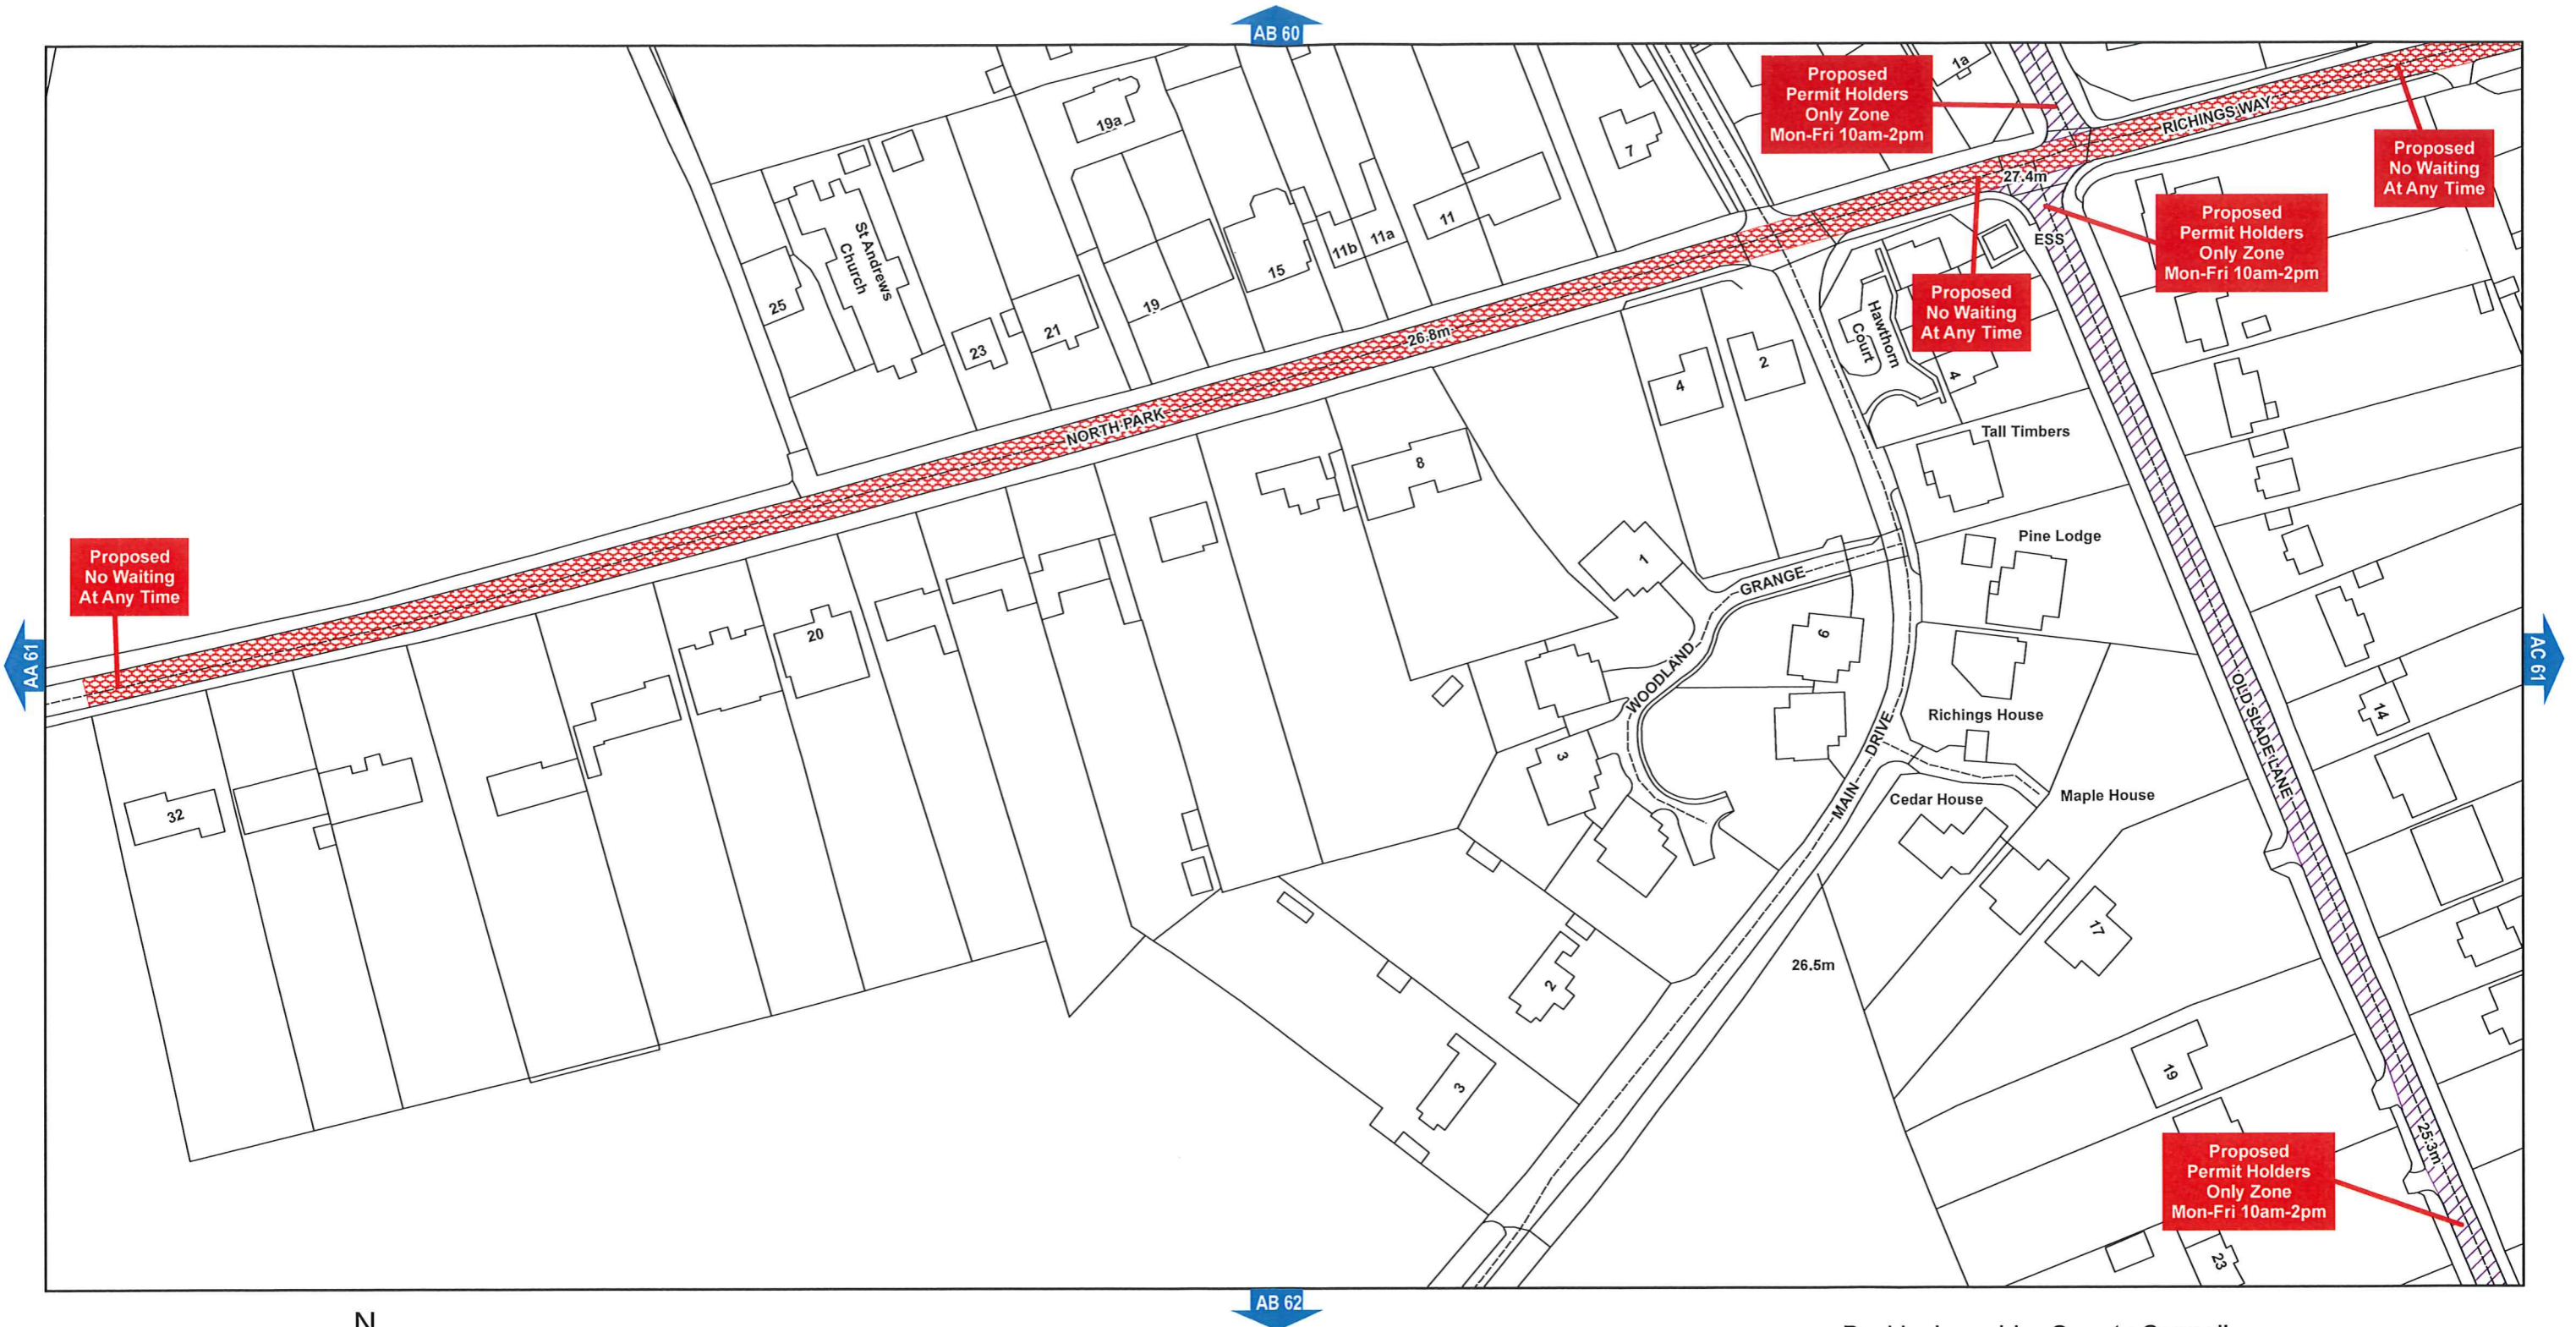 AB 60
Proposed
Permit Holders
Only Zone
Mon-Fri 10am-2pm
1a
RICHINGS WAY
Proposed
No Waiting
At Any Time
19a
7
27.4m
Proposed
Permit Holders
Only Zone
Mon-Fri 10am-2pm
ESS
St Andrews
Church
11
11a
11b
15
25
19
21
23
26.8m
Proposed
No Waiting
At Any Time
Hawthorn
Court
4
2
4
NORTH PARK
Tall Timbers
8
Pine Lodge
Proposed
No Waiting
At Any Time
1
GRANGE
20
6
WOODLAND
AA 61
AC 61
OLD SLADE LANE
14
Richings House
MAIN DRIVE
3
32
Cedar House
Maple House
17
26.5m
2
3
19
25.3m
Proposed
Permit Holders
Only Zone
Mon-Fri 10am-2pm
23
AB 62
N